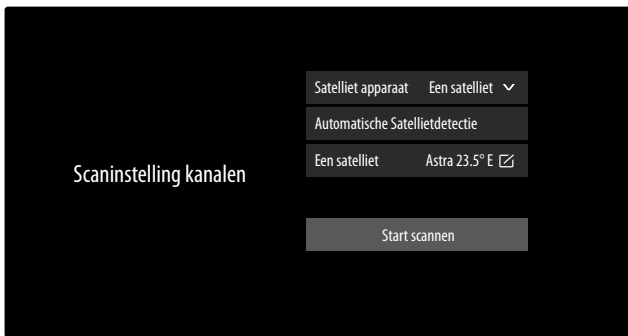 Satelliet apparaat Een satelliet
Automatische Satellietdetectie
Scaninstelling kanalen
Een satelliet Astra 23.5° E
Start scannen